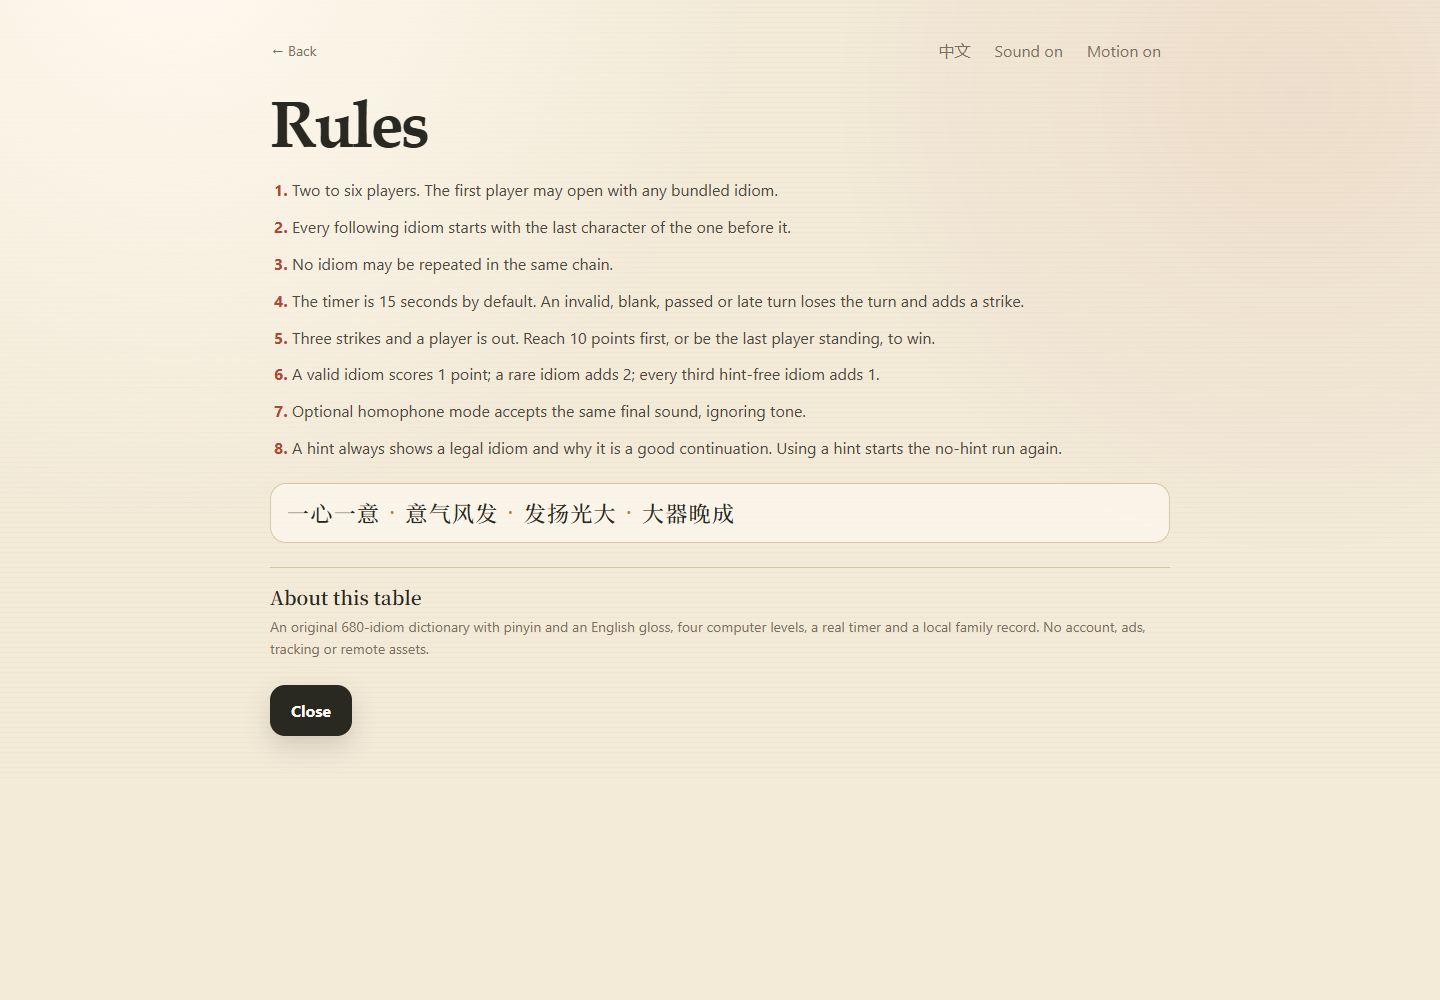 ← Back
中文 Sound on Motion on
Rules
1. Two to six players. The first player may open with any bundled idiom.
2. Every following idiom starts with the last character of the one before it.
3. No idiom may be repeated in the same chain.
4. The timer is 15 seconds by default. An invalid, blank, passed or late turn loses the turn and adds a strike.
5. Three strikes and a player is out. Reach 10 points first, or be the last player standing, to win.
6. A valid idiom scores 1 point; a rare idiom adds 2; every third hint-free idiom adds 1.
7. Optional homophone mode accepts the same final sound, ignoring tone.
8. A hint always shows a legal idiom and why it is a good continuation. Using a hint starts the no-hint run again.
一心一意 · 意气风发 · 发扬光大 · 大器晚成
About this table
An original 680-idiom dictionary with pinyin and an English gloss, four computer levels, a real timer and a local family record. No account, ads,
tracking or remote assets.
Close